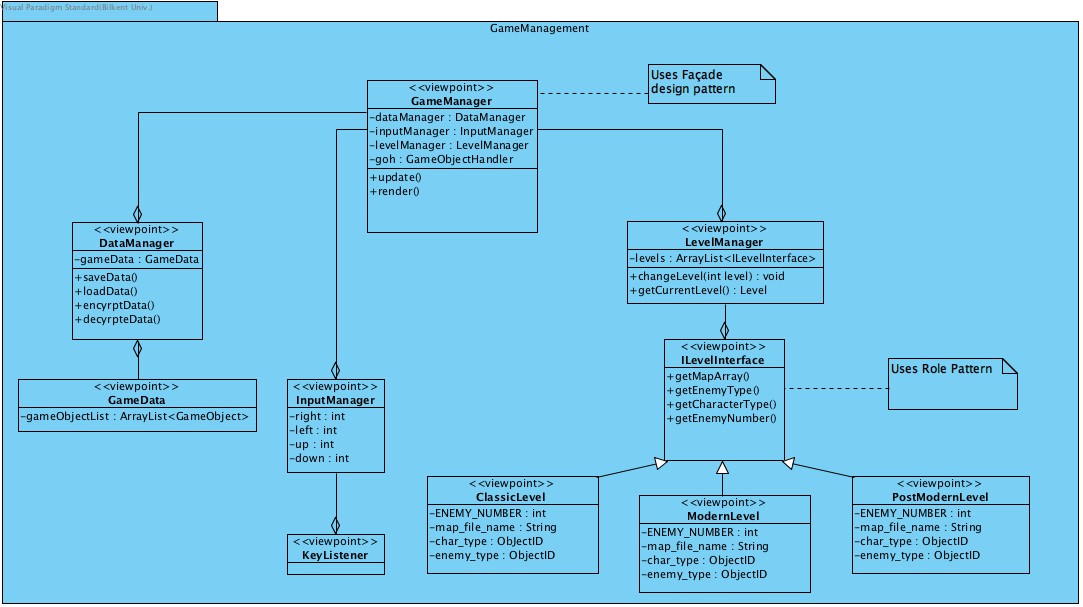 Visual Paradigm Standard(Bilkent Univ.)
GameManagement
<<viewpoint>>
GameManager
-dataManager : DataManager
-inputManager : InputManager
-levelManager : LevelManager
-goh : GameObjectHandler
+update()
+render()
Uses Façade
design pattern
<<viewpoint>>
DataManager
-gameData : GameData
+saveData()
+loadData()
+encyrptData()
+decyrpteData()
<<viewpoint>>
LevelManager
-levels : ArrayList<ILevelInterface>
+changeLevel(int level) : void
+getCurrentLevel() : Level
<<viewpoint>>
ILevelInterface
+getMapArray()
+getEnemyType()
+getCharacterType()
+getEnemyNumber()
Uses Role Pattern
<<viewpoint>>
GameData
-gameObjectList : ArrayList<GameObject>
<<viewpoint>>
InputManager
-right : int
-left : int
-up : int
-down : int
<<viewpoint>>
KeyListener
<<viewpoint>>
ClassicLevel
-ENEMY_NUMBER : int
-map_file_name : String
-char_type : ObJectID
-enemy_type : ObjectID
<<viewpoint>>
ModernLevel
-ENEMY_NUMBER : int
-map_file_name : String
-char_type : ObjectID
-enemy_type : ObjectID
<<viewpoint>>
PostModernLevel
-ENEMY_NUMBER : int
-map_file_name : String
-char_type : ObjectID
-enemy_type : ObjectID